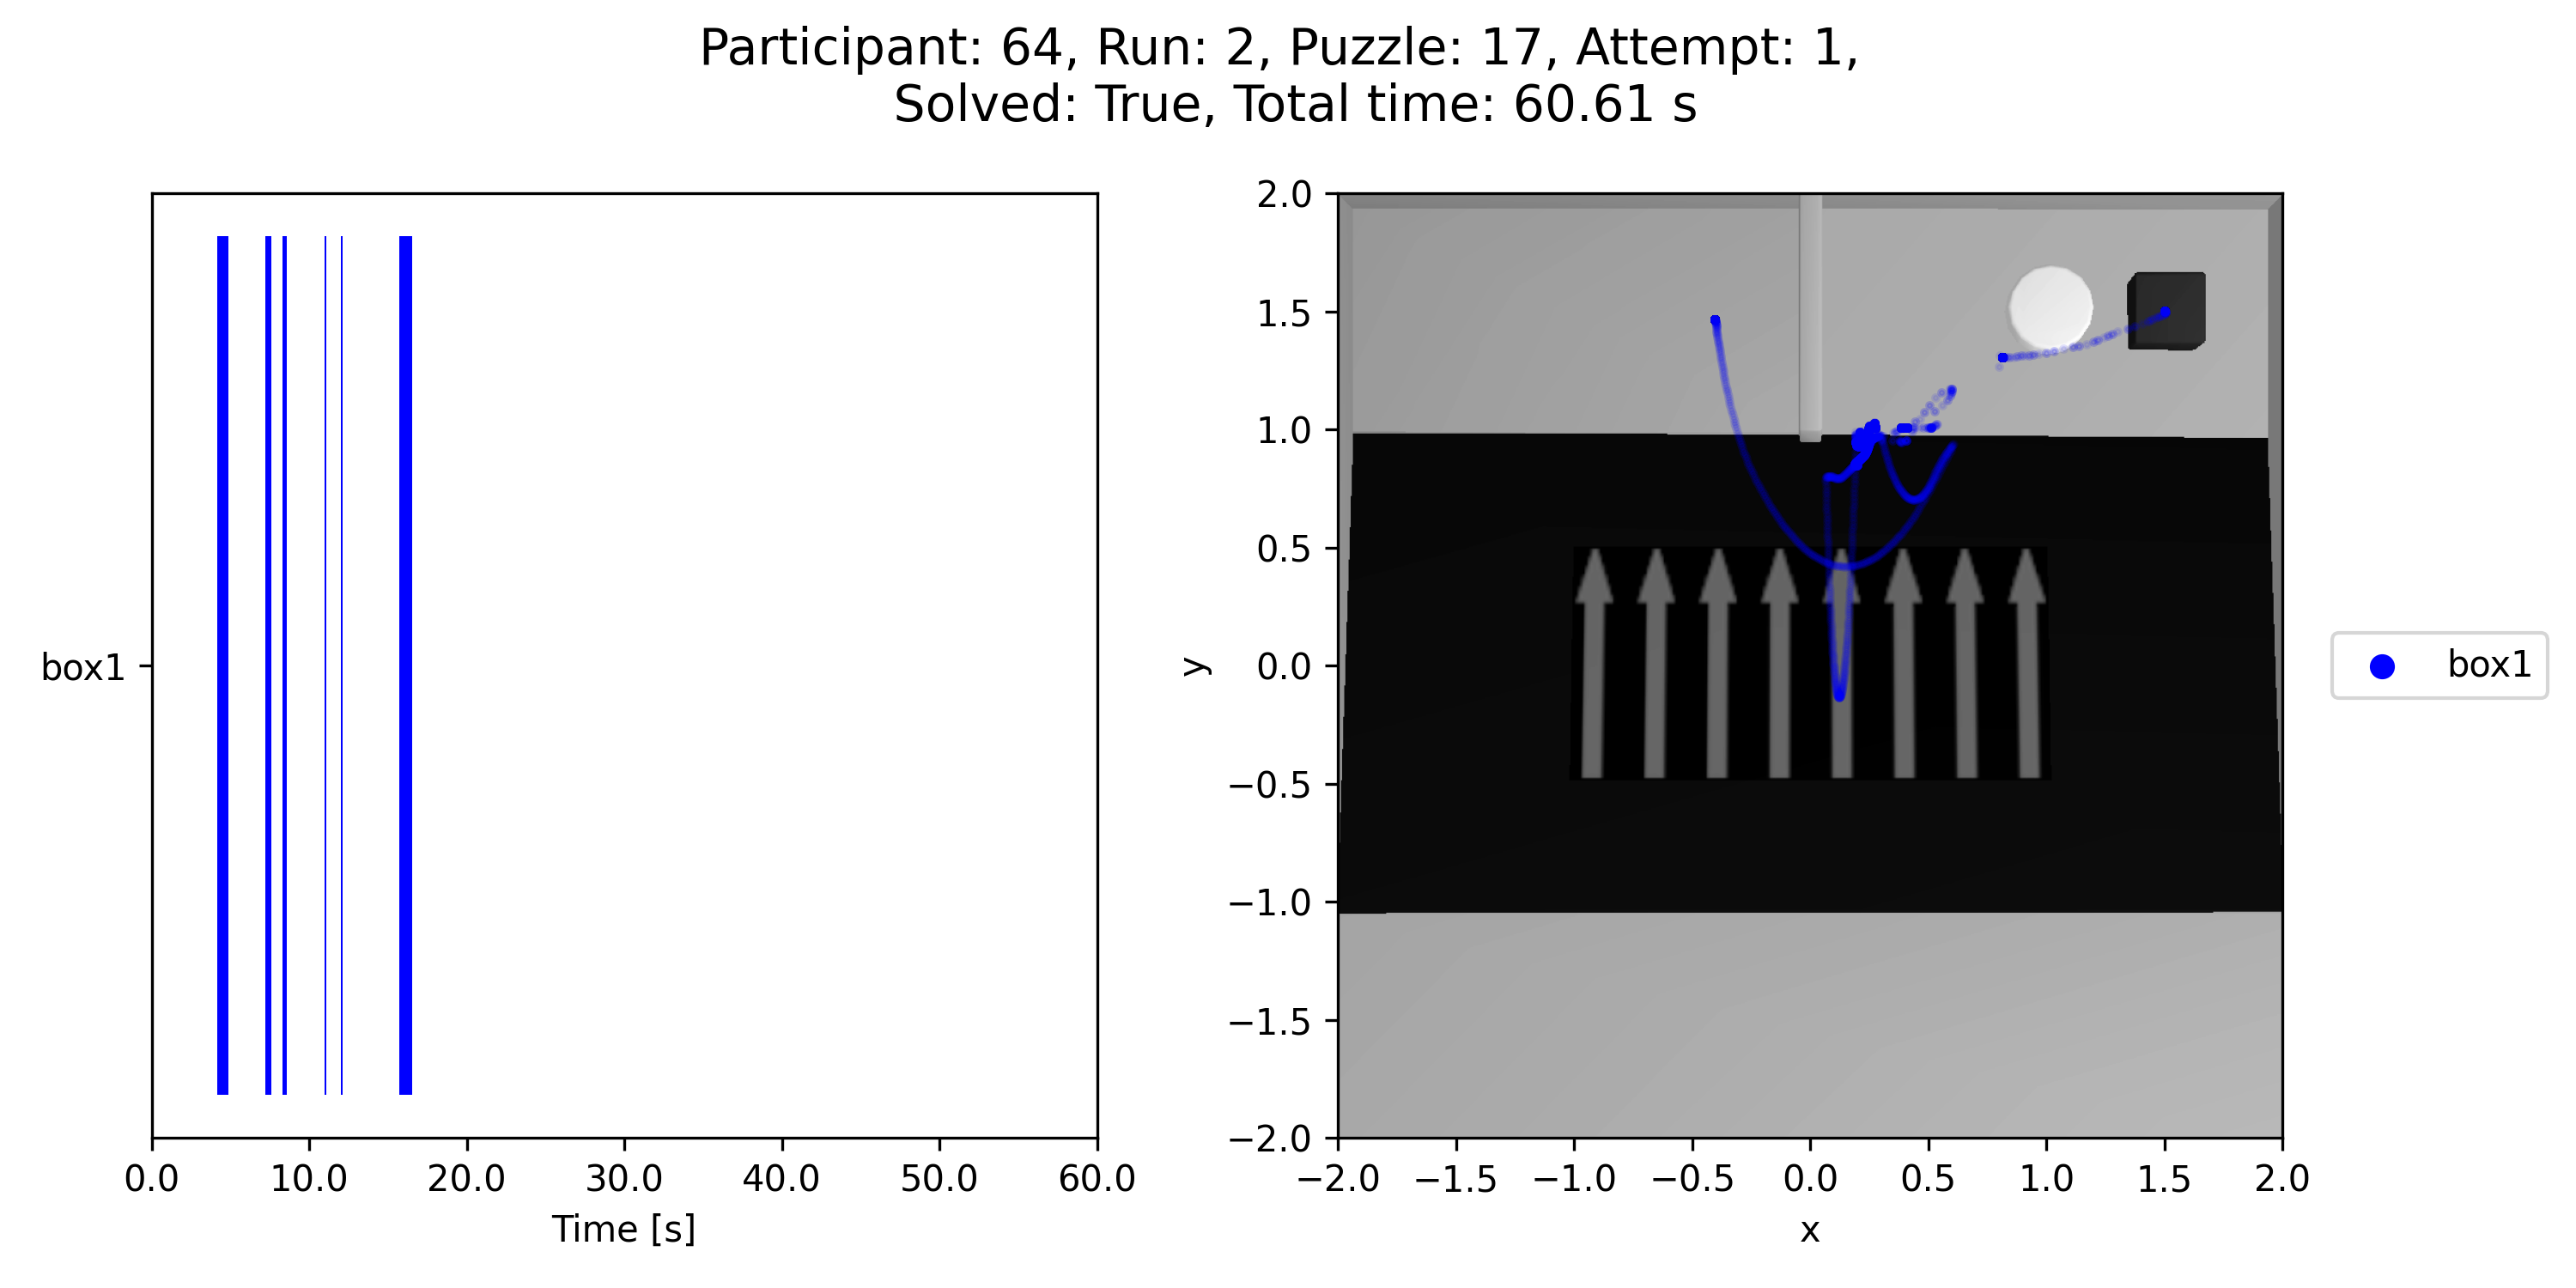 Participant: 64, Run: 2, Puzzle: 17, Attempt: 1,
Solved: True, Total time: 60.61 s
box1
0.0 10.0 20.0 30.0 40.0 50.0 60.0
Time [s]
2.0
1.5
1.0
0.5
0.0
−0.5
−1.0
−1.5
−2.0
y
−2.0 −1.5 −1.0 −0.5 0.0 0.5 1.0 1.5 2.0
x
box1